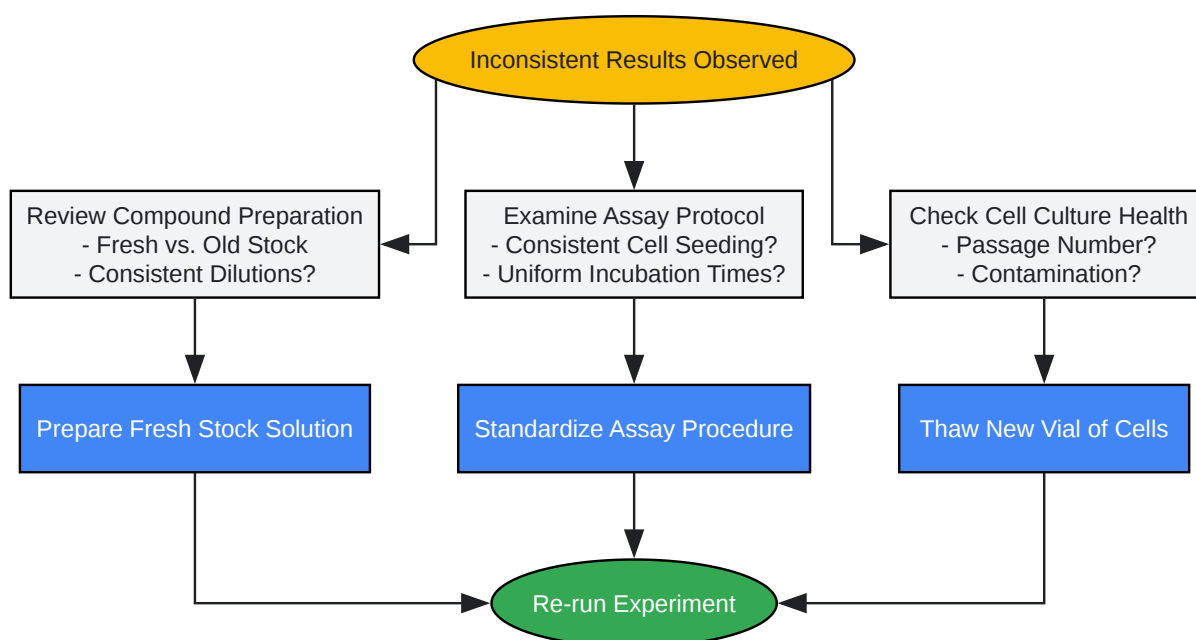 Inconsistent Results Observed
Review Compound Preparation
- Fresh vs. Old Stock
- Consistent Dilutions?
Examine Assay Protocol
- Consistent Cell Seeding?
- Uniform Incubation Times?
Check Cell Culture Health
- Passage Number?
- Contamination?
Prepare Fresh Stock Solution
Standardize Assay Procedure
Thaw New Vial of Cells
Re-run Experiment